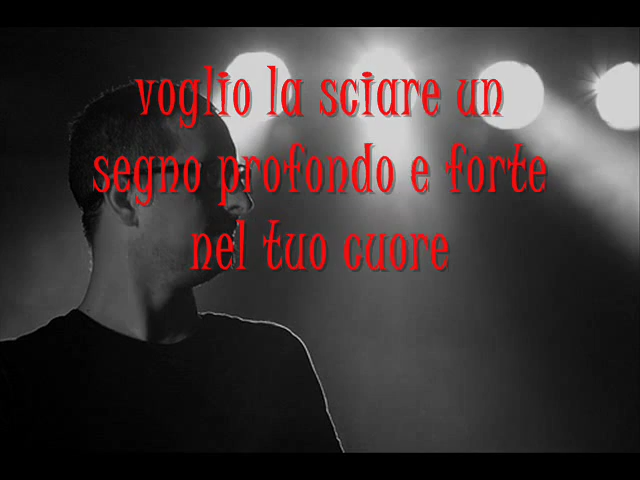 voglio la sciare un
segno profondo e forte
nel tuo cuore